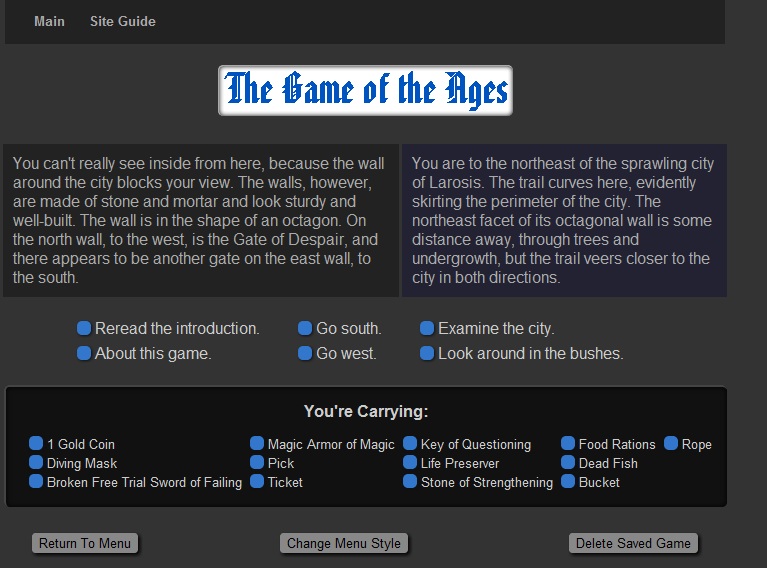 Main Site Guide
The Game of the Ages
You can't really see inside from here, because the wall
around the city blocks your view. The walls, however,
are made of stone and mortar and look sturdy and
well-built. The wall is in the shape of an octagon. On
the north wall, to the west, is the Gate of Despair, and
there appears to be another gate on the east wall, to
the south.
You are to the northeast of the sprawling city
of Larosis. The trail curves here, evidently
skirting the perimeter of the city. The
northeast facet of its octagonal wall is some
distance away, through trees and
undergrowth, but the trail veers closer to the
city in both directions.
Reread the introduction. Go south. Examine the city.
About this game. Go west. Look around in the bushes.
You're Carrying:
1 Gold Coin Magic Armor of Magic Key of Questioning Food Rations Rope
Diving Mask Pick Life Preserver Dead Fish
Broken Free Trial Sword of Failing Ticket Stone of Strengthening Bucket
Return To Menu Change Menu Style Delete Saved Game